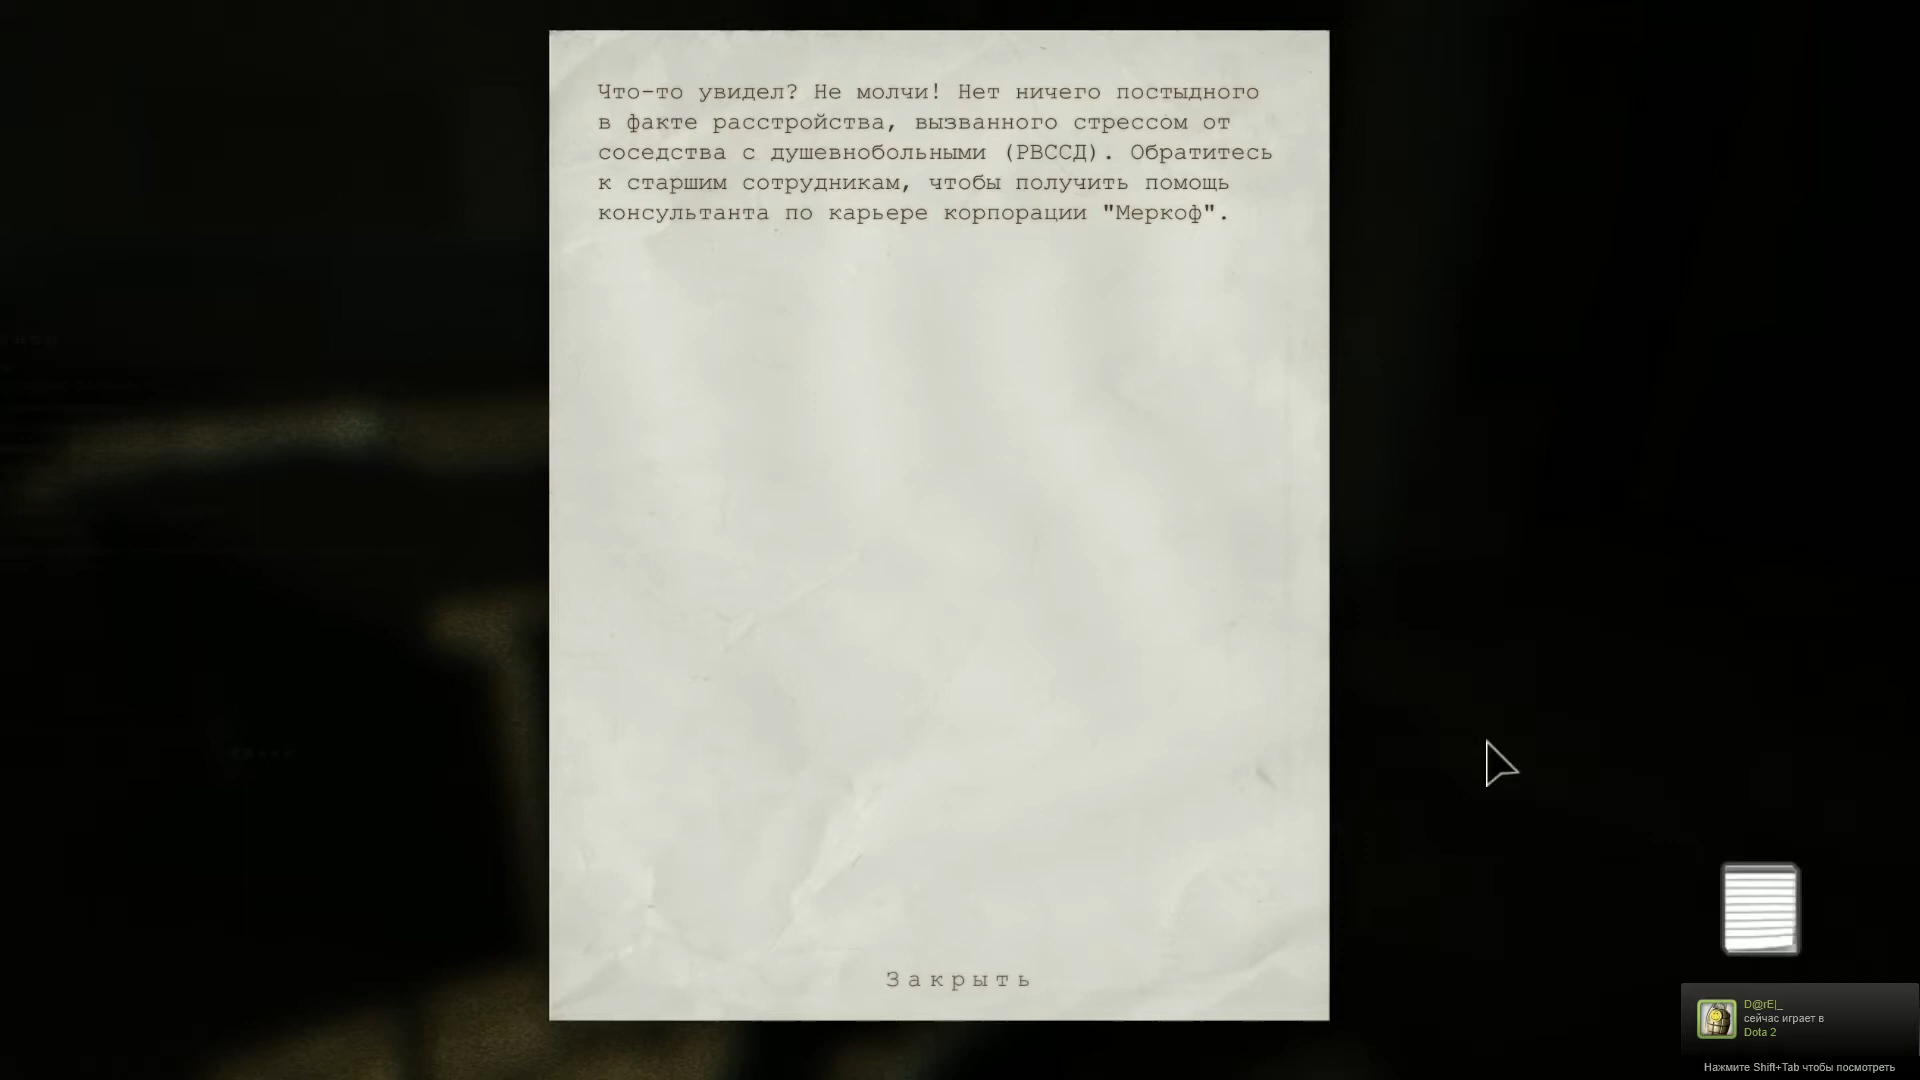 Что-то увидел? Не молчи! Нет ничего постыдного
в факте расстройства, вызванного стрессом от
соседства с душевнобольными (РВССД). Обратитесь
к старшим сотрудникам, чтобы получить помощь
консультанта по карьере корпорации "Меркоф".
Закрыть
D@rE|_
сейчас играет в
Dota 2
Нажмите Shift+Tab чтобы посмотреть